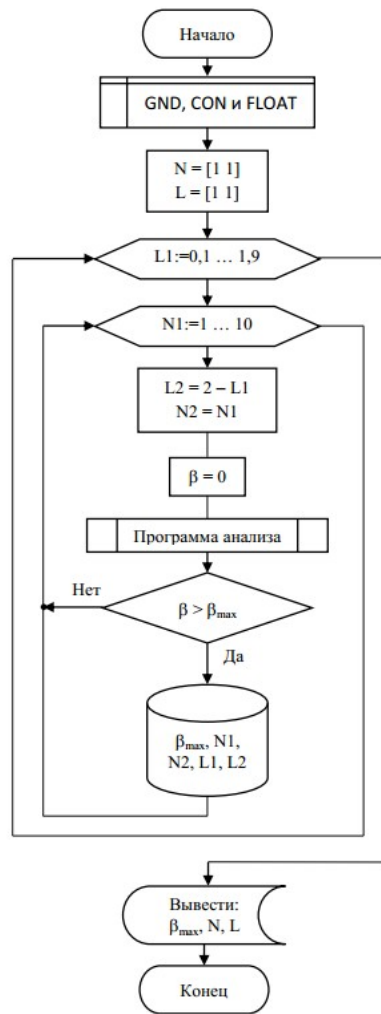 Начало
GND, CON и FLOAT
N = [1 1]
L = [1 1]
L1:=0,1 … 1,9
N1:=1 … 10
L2 = 2 – L1
N2 = N1
β = 0
Программа анализа
Нет
β > βmax
Да
βmax, N1,
N2, L1, L2
Вывести:
βmax, N, L
Конец